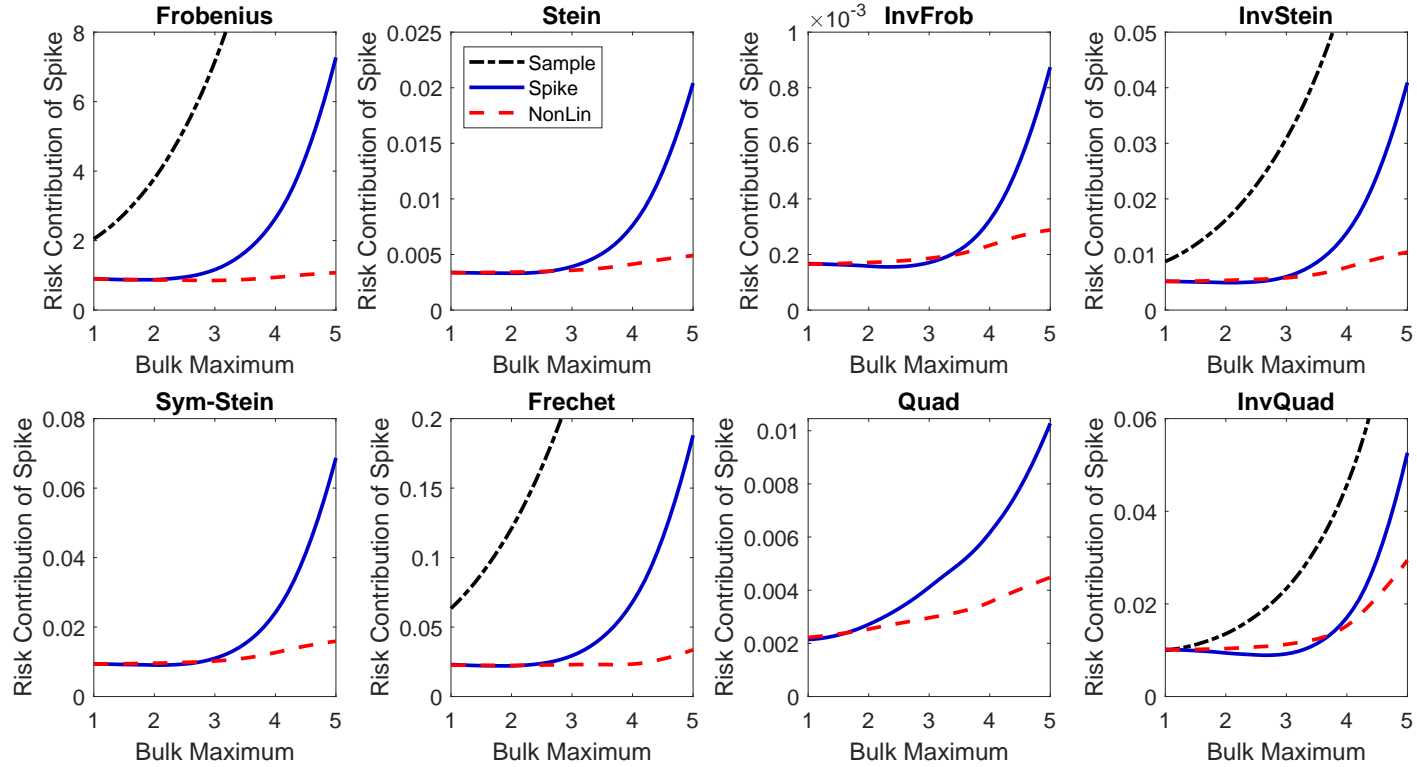 Frobenius
Risk Contribution of Spike
8
6
4
2
0
1 2 3 4 5
Bulk Maximum
Stein
Risk Contribution of Spike
0.025
0.02
0.015
0.01
0.005
0
Sample
Spike
NonLin
1 2 3 4 5
Bulk Maximum
InvFrob
×10⁻³
Risk Contribution of Spike
1
0.8
0.6
0.4
0.2
0
1 2 3 4 5
Bulk Maximum
InvStein
Risk Contribution of Spike
0.05
0.04
0.03
0.02
0.01
0
1 2 3 4 5
Bulk Maximum
Sym-Stein
Risk Contribution of Spike
0.08
0.06
0.04
0.02
0
1 2 3 4 5
Bulk Maximum
Frechet
Risk Contribution of Spike
0.2
0.15
0.1
0.05
0
1 2 3 4 5
Bulk Maximum
Quad
Risk Contribution of Spike
0.01
0.008
0.006
0.004
0.002
0
1 2 3 4 5
Bulk Maximum
InvQuad
Risk Contribution of Spike
0.06
0.04
0.02
0
1 2 3 4 5
Bulk Maximum